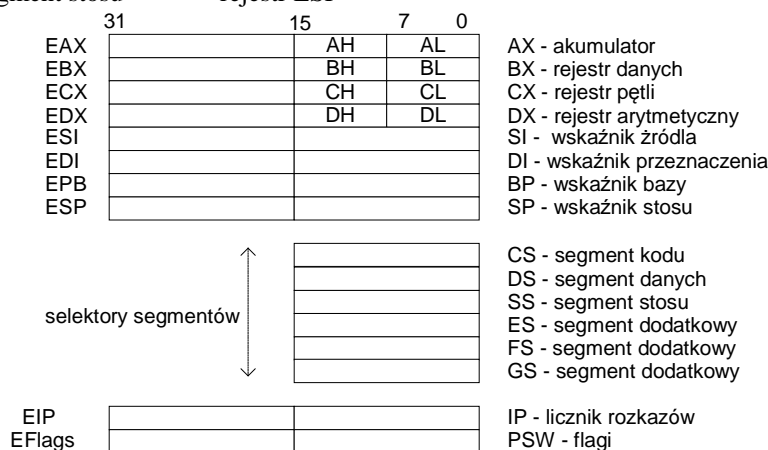 31 15 7 0
EAX AH AL AX - akumulator
EBX BH BL BX - rejestr danych
ECX CH CL CX - rejestr pętli
EDX DH DL DX - rejestr arytmetyczny
ESI SI - wskaźnik źródla
EDI DI - wskaźnik przeznaczenia
EPB BP - wskaźnik bazy
ESP SP - wskaźnik stosu
CS - segment kodu
DS - segment danych
selektory segmentów SS - segment stosu
ES - segment dodatkowy
FS - segment dodatkowy
GS - segment dodatkowy
EIP IP - licznik rozkazów
EFlags PSW - flagi